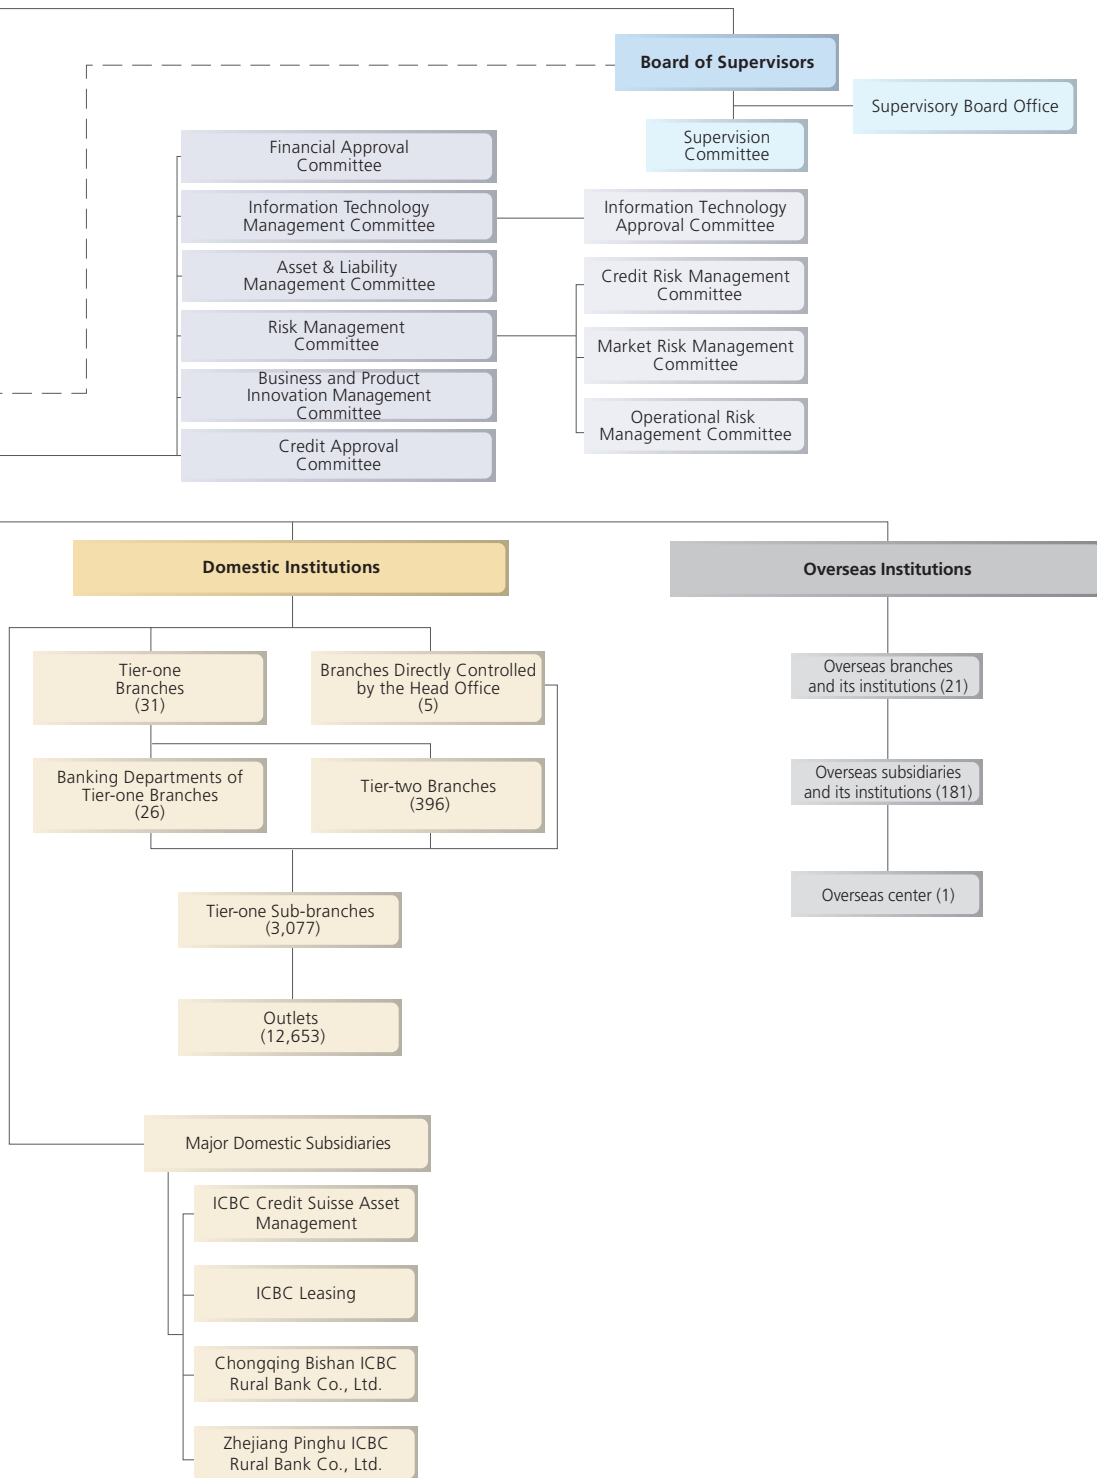 Board of Supervisors
Supervisory Board Office
Supervision
Committee
Financial Approval
Committee
Information Technology
Management Committee
Information Technology
Approval Committee
Asset & Liability
Management Committee
Credit Risk Management
Committee
Risk Management
Committee
Market Risk Management
Committee
Business and Product
Innovation Management
Committee
Operational Risk
Management Committee
Credit Approval
Committee
Domestic Institutions
Overseas Institutions
Tier-one
Branches
(31)
Branches Directly Controlled
by the Head Office
(5)
Overseas branches
and its institutions (21)
Banking Departments of
Tier-one Branches
(26)
Tier-two Branches
(396)
Overseas subsidiaries
and its institutions (181)
Tier-one Sub-branches
(3,077)
Overseas center (1)
Outlets
(12,653)
Major Domestic Subsidiaries
ICBC Credit Suisse Asset
Management
ICBC Leasing
Chongqing Bishan ICBC
Rural Bank Co., Ltd.
Zhejiang Pinghu ICBC
Rural Bank Co., Ltd.